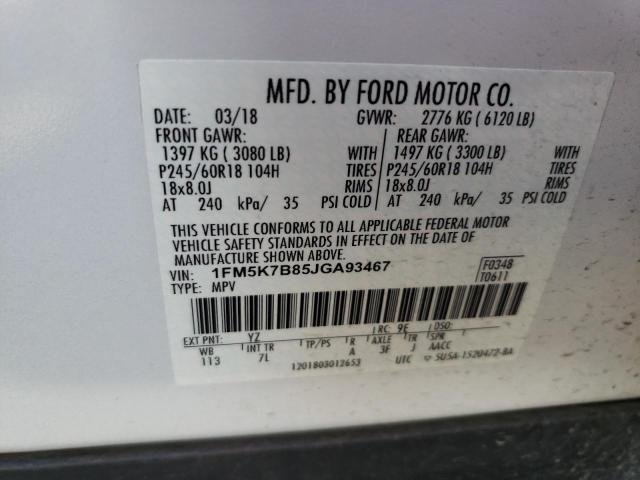 MFD. BY FORD MOTOR CO.
DATE: 03/18 GVWR: 2776 KG ( 6120 LB)
FRONT GAWR: REAR GAWR:
1397 KG ( 3080 LB) WITH 1497 KG ( 3300 LB) WITH
P245/60R18 104H TIRES P245/60R18 104H TIRES
18x8.0J RIMS 18x8.0J RIMS
AT 240 kPa/ 35 PSI COLD AT 240 kPa/ 35 PSI COLD
THIS VEHICLE CONFORMS TO ALL APPLICABLE FEDERAL MOTOR
VEHICLE SAFETY STANDARDS IN EFFECT ON THE DATE OF
MANUFACTURE SHOWN ABOVE.
VIN: 1FM5K7B85JGA93467 F0348
TYPE: MPV T0611
EXT PNT: YZ RC: 9E DSO:
WB INT TR TP/PS R AXLE TR SPR
113 7L A 3F J AACC
1201803012653 UTC 5U5A-1520472-BA